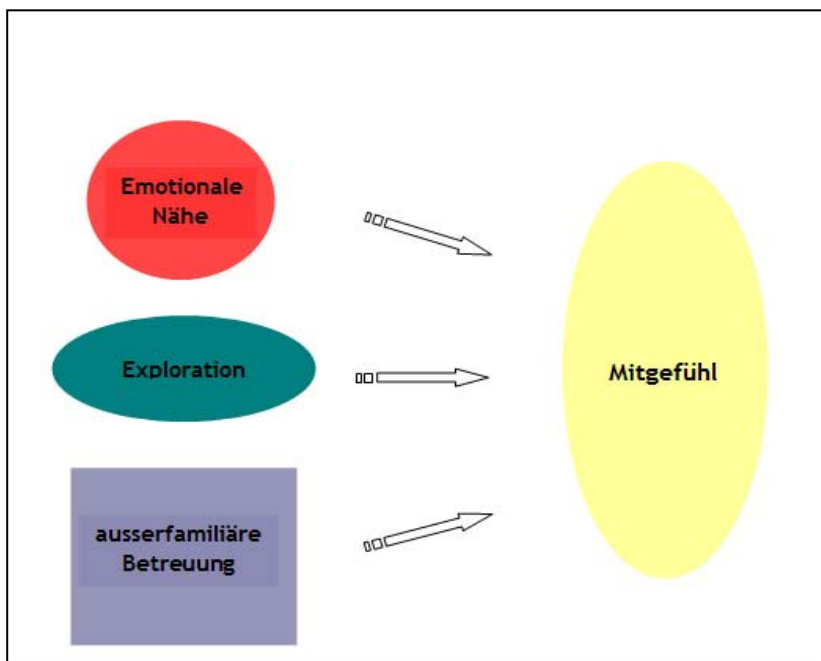 Emotionale
Nähe
Exploration
Mitgefühl
ausserfamiliäre
Betreuung